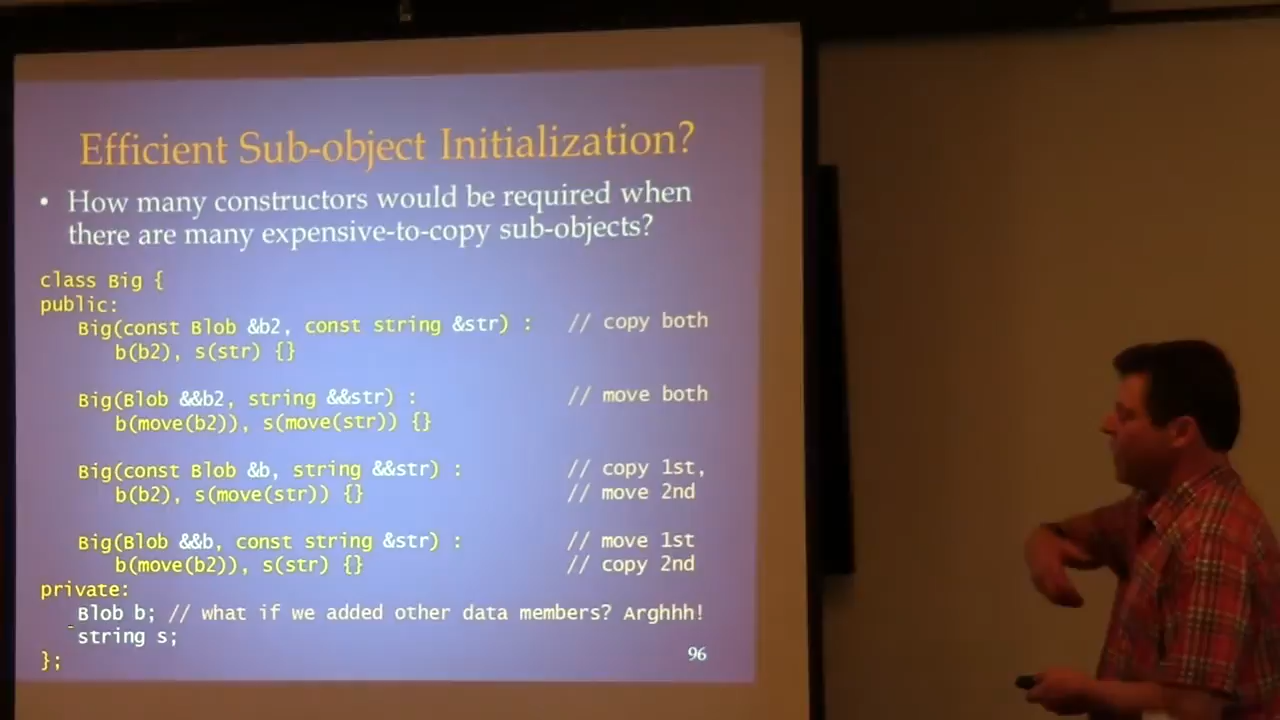 Efficient Sub-object Initialization?
• How many constructors would be required when
there are many expensive-to-copy sub-objects?
class Big {
public:
Big(const Blob &b2, const string &str) : // copy both
b(b2), s(str) {}
Big(Blob &&b2, string &&str) : // move both
b(move(b2)), s(move(str)) {}
Big(const Blob &b, string &&str) : // copy 1st,
b(b2), s(move(str)) {} // move 2nd
Big(Blob &&b, const string &str) : // move 1st
b(move(b2)), s(str) {} // copy 2nd
private:
Blob b; // what if we added other data members? Arghhh!
string s;
};
96